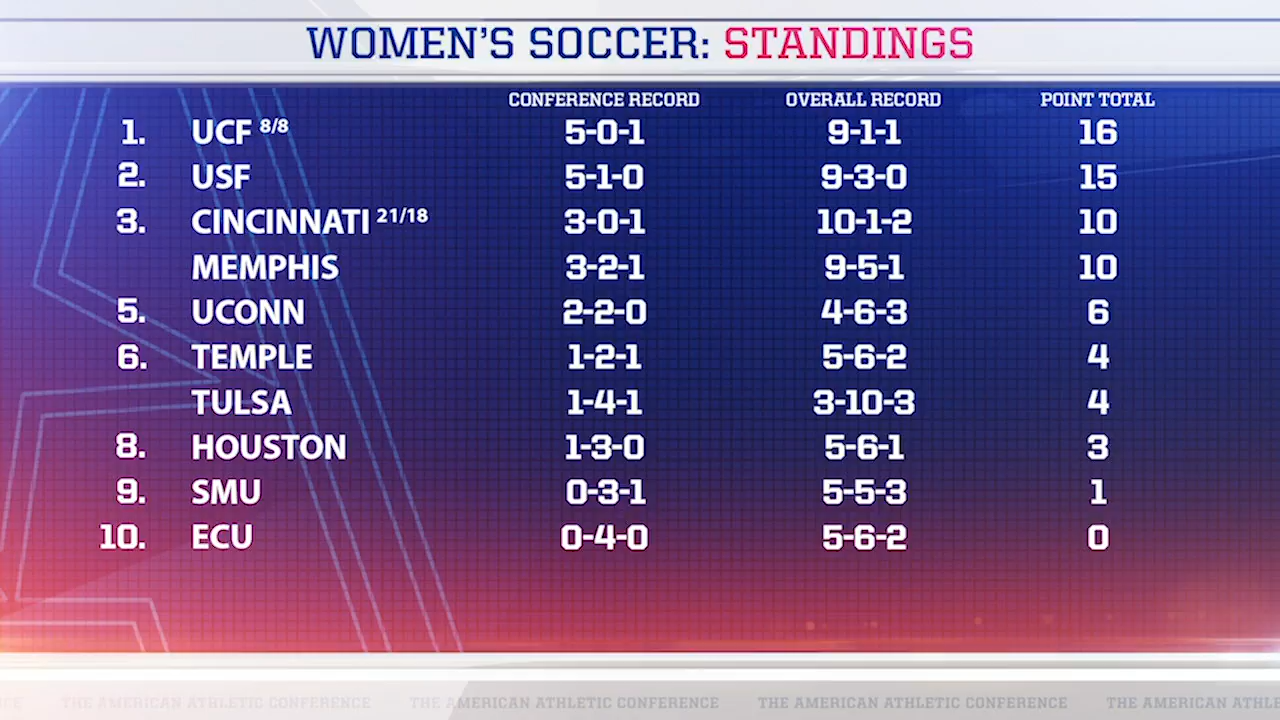 WOMEN'S SOCCER: STANDINGS
CONFERENCE RECORD OVERALL RECORD POINT TOTAL
1. UCF 8/8 5-0-1 9-1-1 16
2. USF 5-1-0 9-3-0 15
3. CINCINNATI 21/18 3-0-1 10-1-2 10
MEMPHIS 3-2-1 9-5-1 10
5. UCONN 2-2-0 4-6-3 6
6. TEMPLE 1-2-1 5-6-2 4
TULSA 1-4-1 3-10-3 4
8. HOUSTON 1-3-0 5-6-1 3
9. SMU 0-3-1 5-5-3 1
10. ECU 0-4-0 5-6-2 0
CE THE AMERICAN ATHLETIC CONFERENCE THE AMERICAN ATHLETIC CONFERENCE THE AMERICAN ATHLETIC CONFERENCE THE AMERICAN ATHLE